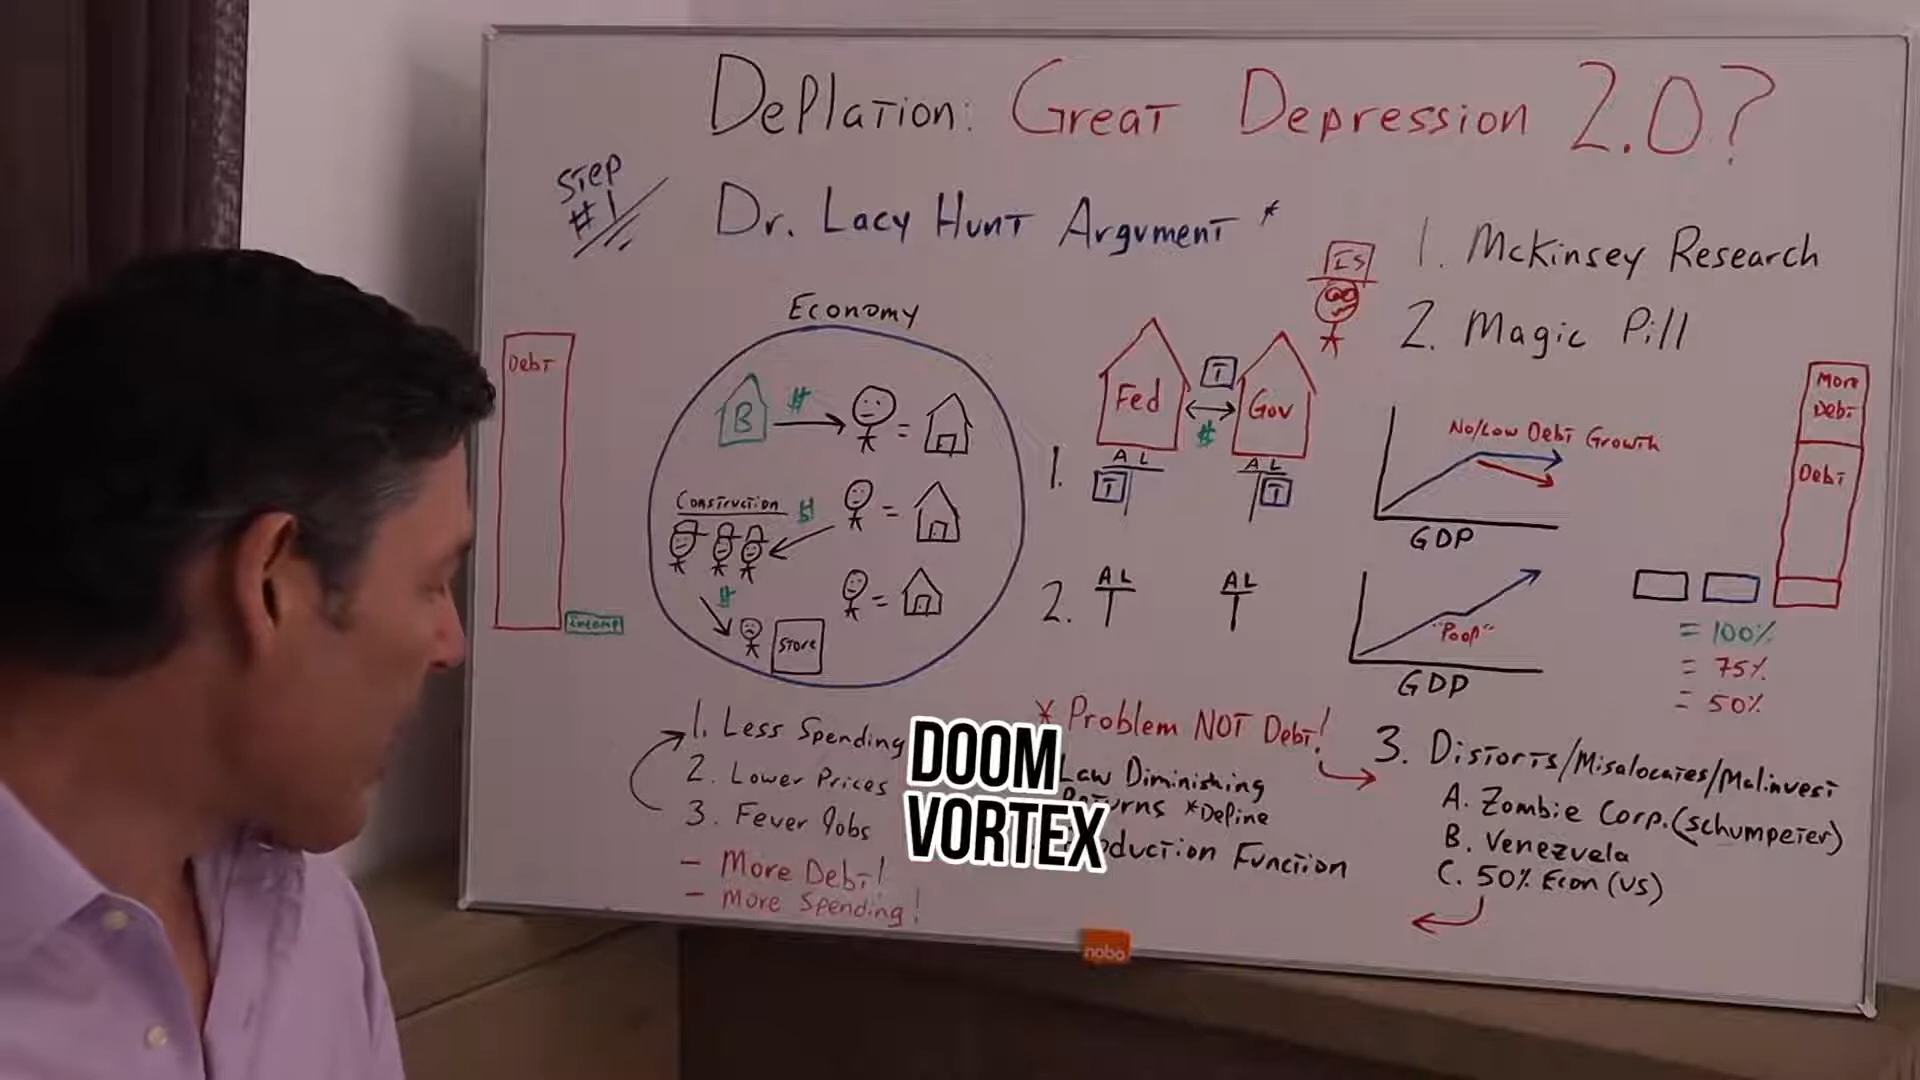 Deflation: Great Depression 2.0?
Step
#1
Dr. Lacy Hunt Argument *
1. McKinsey Research
2. Magic Pill
IS
Economy
Debt
B
$
Construction
$
$
Store
Income
Fed
T
Gov
$
1.
A L
T
A L
T
2.
A L
A L
No/Low Debt Growth
GDP
"Poop"
GDP
More
Debt
Debt
= 100%
= 75%
= 50%
1. Less Spending
2. Lower Prices
3. Fewer Jobs
- More Debt!
- More Spending!
DOOM
VORTEX
* Problem NOT Debt!
Law Diminishing
*Define
Function
3. Distorts/Misalocates/Malinvest
A. Zombie Corp. (Schumpeter)
B. Venezuela
C. 50% Econ (US)
nobo